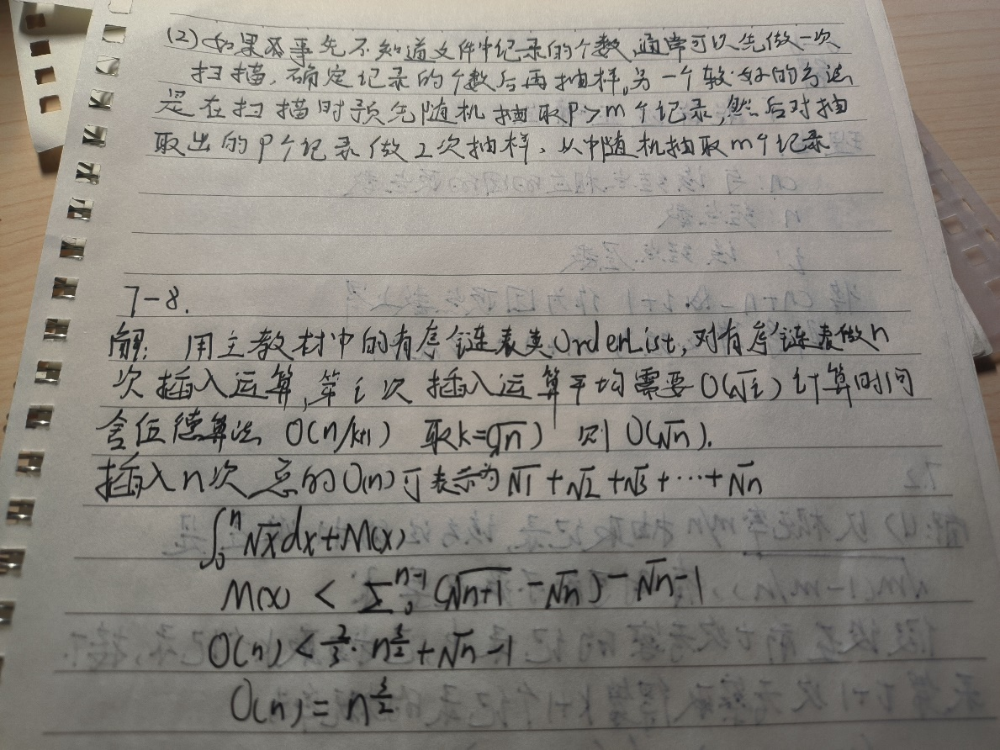 (2)如果事先不知道文件中记录的个数,通常可以先做一次
扫描,确定记录的个数后再抽样。另一个较好的方法
是在扫描时预先随机抽取P>m个记录,然后对抽
取出的P个记录做2次抽样,从中随机抽取m个记录
7-8.
解:用主教材中的有序链表类OrderList,对有序链表做n
次插入运算,第i次插入运算平均需要O(√i)计算时间
舍伍德算法 O(n/k+1) 取k=(√n) 则O(√n).
插入n次 总的O(n)可表示为√1+√2+√3+…+√n
∫₀ⁿ√x dx+M(x)
M(x) < ∑₀ⁿ⁻¹(√n+1 -√n)-√n-1
O(n)<2/3·n^3/2+√n-1
O(n)=n^3/2